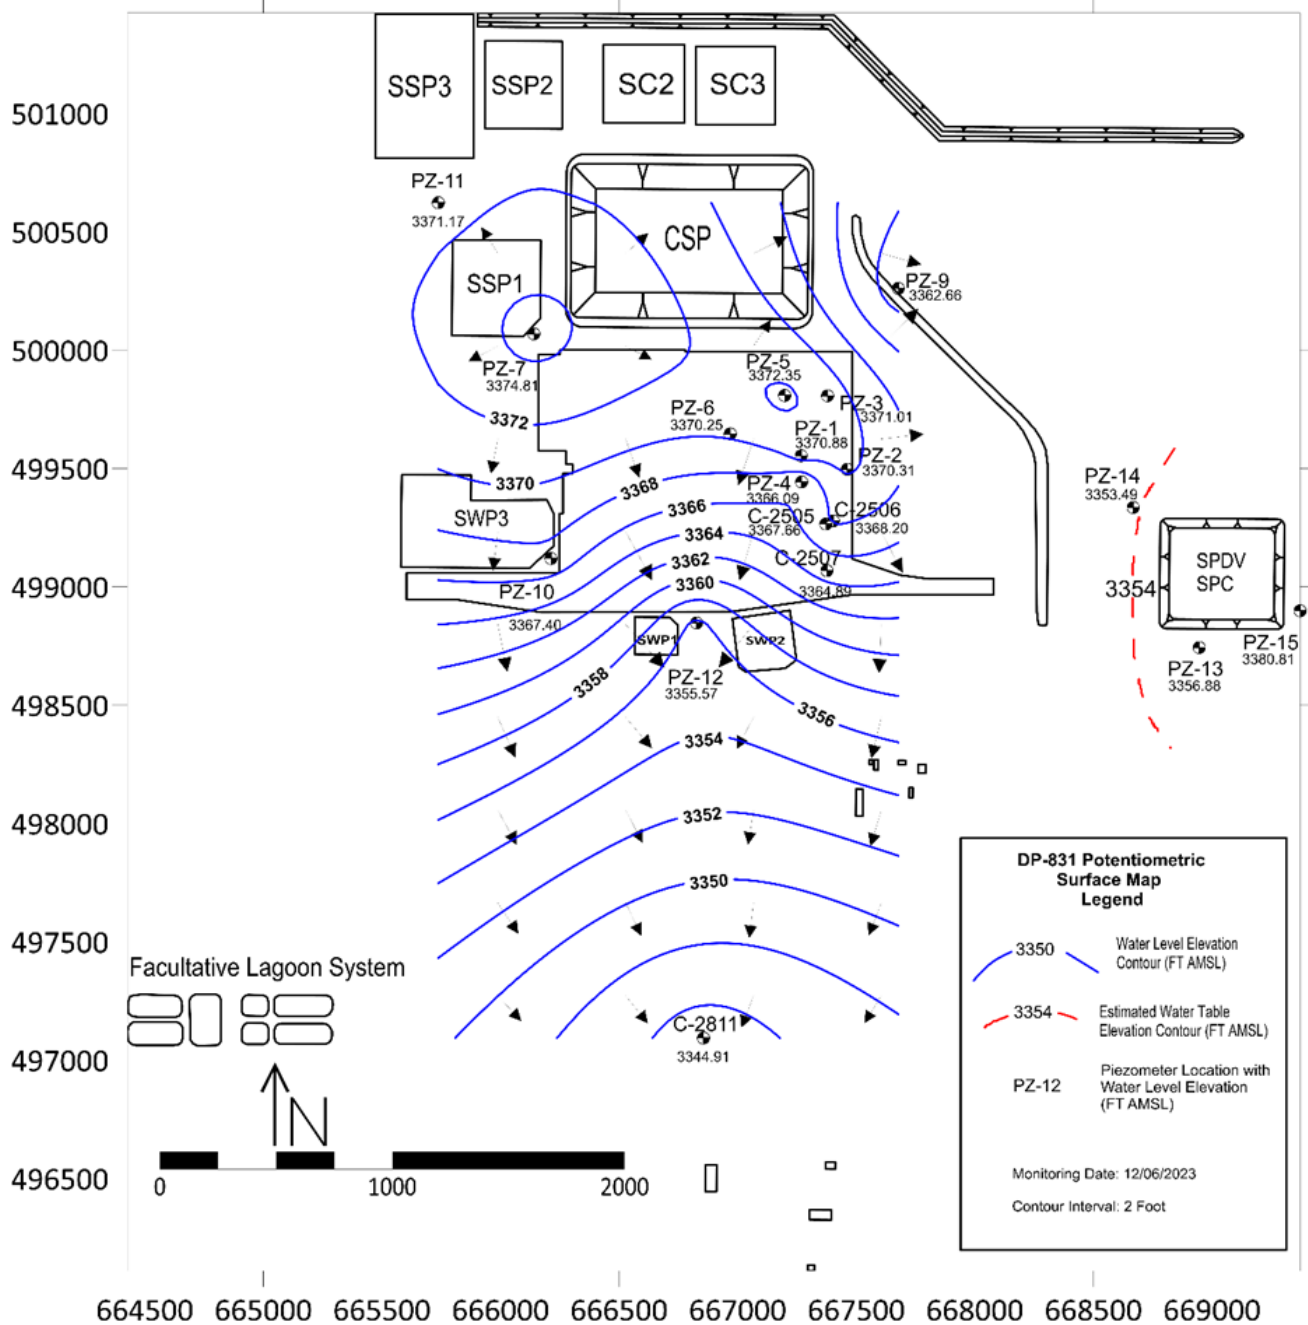 SSP3
SSP2
SC2
SC3
501000
PZ-11
3371.17
500500
CSP
SSP1
PZ-9
3362.66
500000
PZ-7
3374.81
PZ-5
3372.35
3372
PZ-6
3370.25
PZ-3
3371.01
PZ-1
3370.88
PZ-2
3370.31
499500
3370
3368
PZ-4
3366.09
PZ-14
3353.49
3366
C-2505
3367.66
C-2506
3368.20
SWP3
3364
3362
C-2507
3364.89
SPDV
SPC
499000
3360
3354
PZ-10
3367.40
SWP1
SWP2
PZ-12
3355.57
PZ-15
3380.81
PZ-13
3356.88
3358
498500
3356
3354
498000
3352
3350
497500
Facultative Lagoon System
C-2811
3344.91
497000
N
0
1000
2000
496500
DP-831 Potentiometric
Surface Map
Legend
3350
Water Level Elevation
Contour (FT AMSL)
3354
Estimated Water Table
Elevation Contour (FT AMSL)
PZ-12
Piezometer Location with
Water Level Elevation
(FT AMSL)
Monitoring Date: 12/06/2023
Contour Interval: 2 Foot
664500 665000 665500 666000 666500 667000 667500 668000 668500 669000